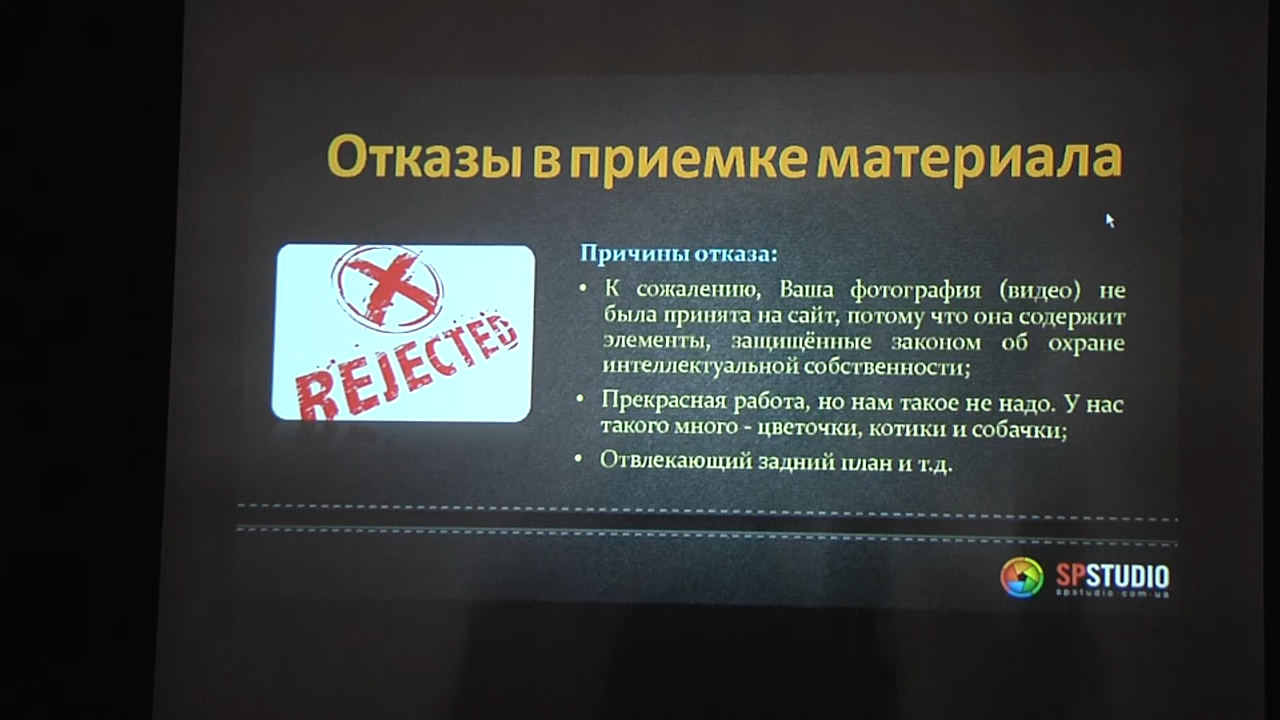 Отказы в приемке материала
REJECTED
Причины отказа:
• К сожалению, Ваша фотография (видео) не
была принята на сайт, потому что она содержит
элементы, защищённые законом об охране
интеллектуальной собственности;
• Прекрасная работа, но нам такое не надо. У нас
такого много - цветочки, котики и собачки;
• Отвлекающий задний план и т.д.
SPSTUDIO
spstudio.com.ua